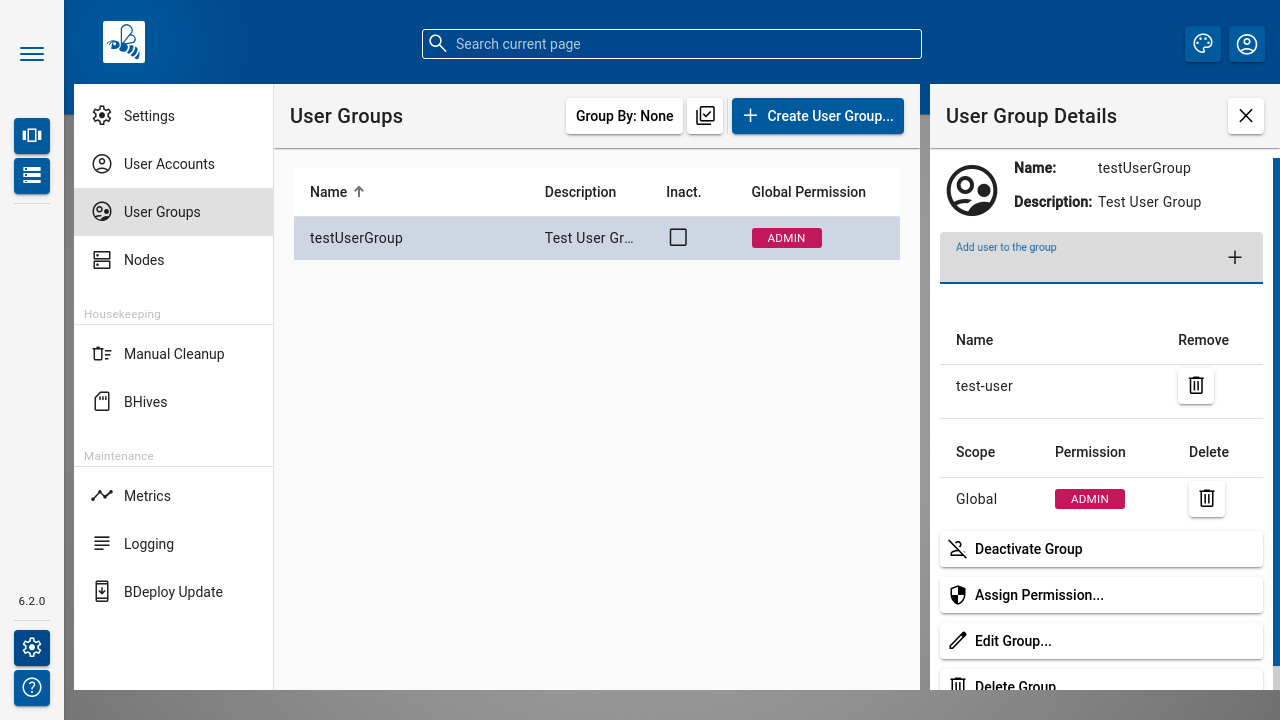 Search current page
Settings
User Accounts
User Groups
Nodes
Housekeeping
Manual Cleanup
BHives
Maintenance
Metrics
Logging
BDeploy Update
6.2.0
User Groups
Group By: None
Create User Group...
Name Description Inact. Global Permission
testUserGroup Test User Gr... ADMIN
User Group Details
Name: testUserGroup
Description: Test User Group
Add user to the group
Name Remove
test-user
Scope Permission Delete
Global ADMIN
Deactivate Group
Assign Permission...
Edit Group...
Delete Group